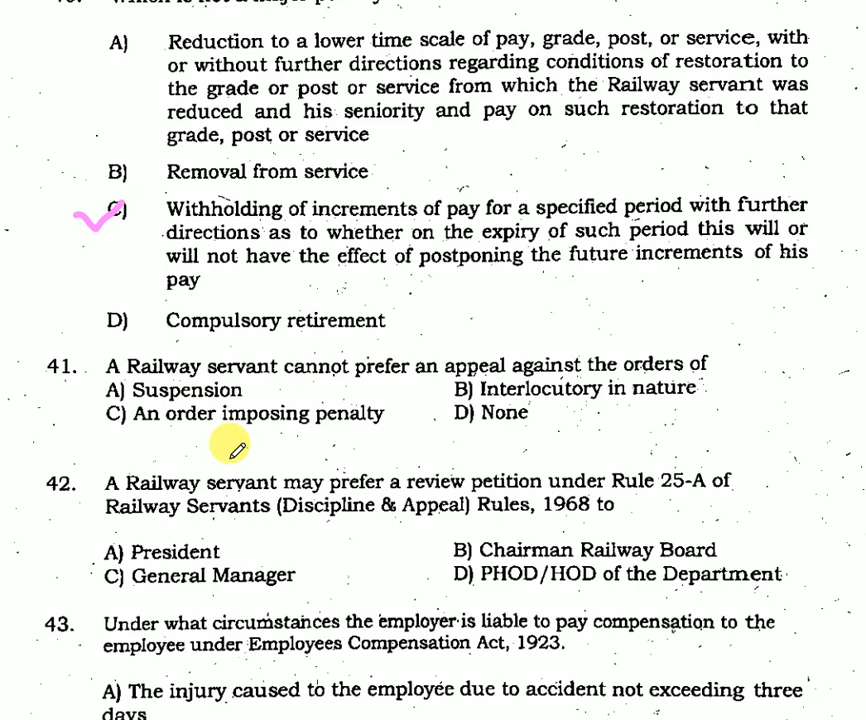 A) Reduction to a lower time scale of pay, grade, post, or service, with
or without further directions regarding conditions of restoration to
the grade or post or service from which the Railway servant was
reduced and his seniority and pay on such restoration to that
grade, post or service
B) Removal from service
C) Withholding of increments of pay for a specified period with further
directions as to whether on the expiry of such period this will or
will not have the effect of postponing the future increments of his
pay
D) Compulsory retirement
41. A Railway servant cannot prefer an appeal against the orders of
A) Suspension B) Interlocutory in nature
C) An order imposing penalty D) None
42. A Railway servant may prefer a review petition under Rule 25-A of
Railway Servants (Discipline & Appeal) Rules, 1968 to
A) President B) Chairman Railway Board
C) General Manager D) PHOD/HOD of the Department
43. Under what circumstances the employer is liable to pay compensation to the
employee under Employees Compensation Act, 1923.
A) The injury caused to the employee due to accident not exceeding three
days